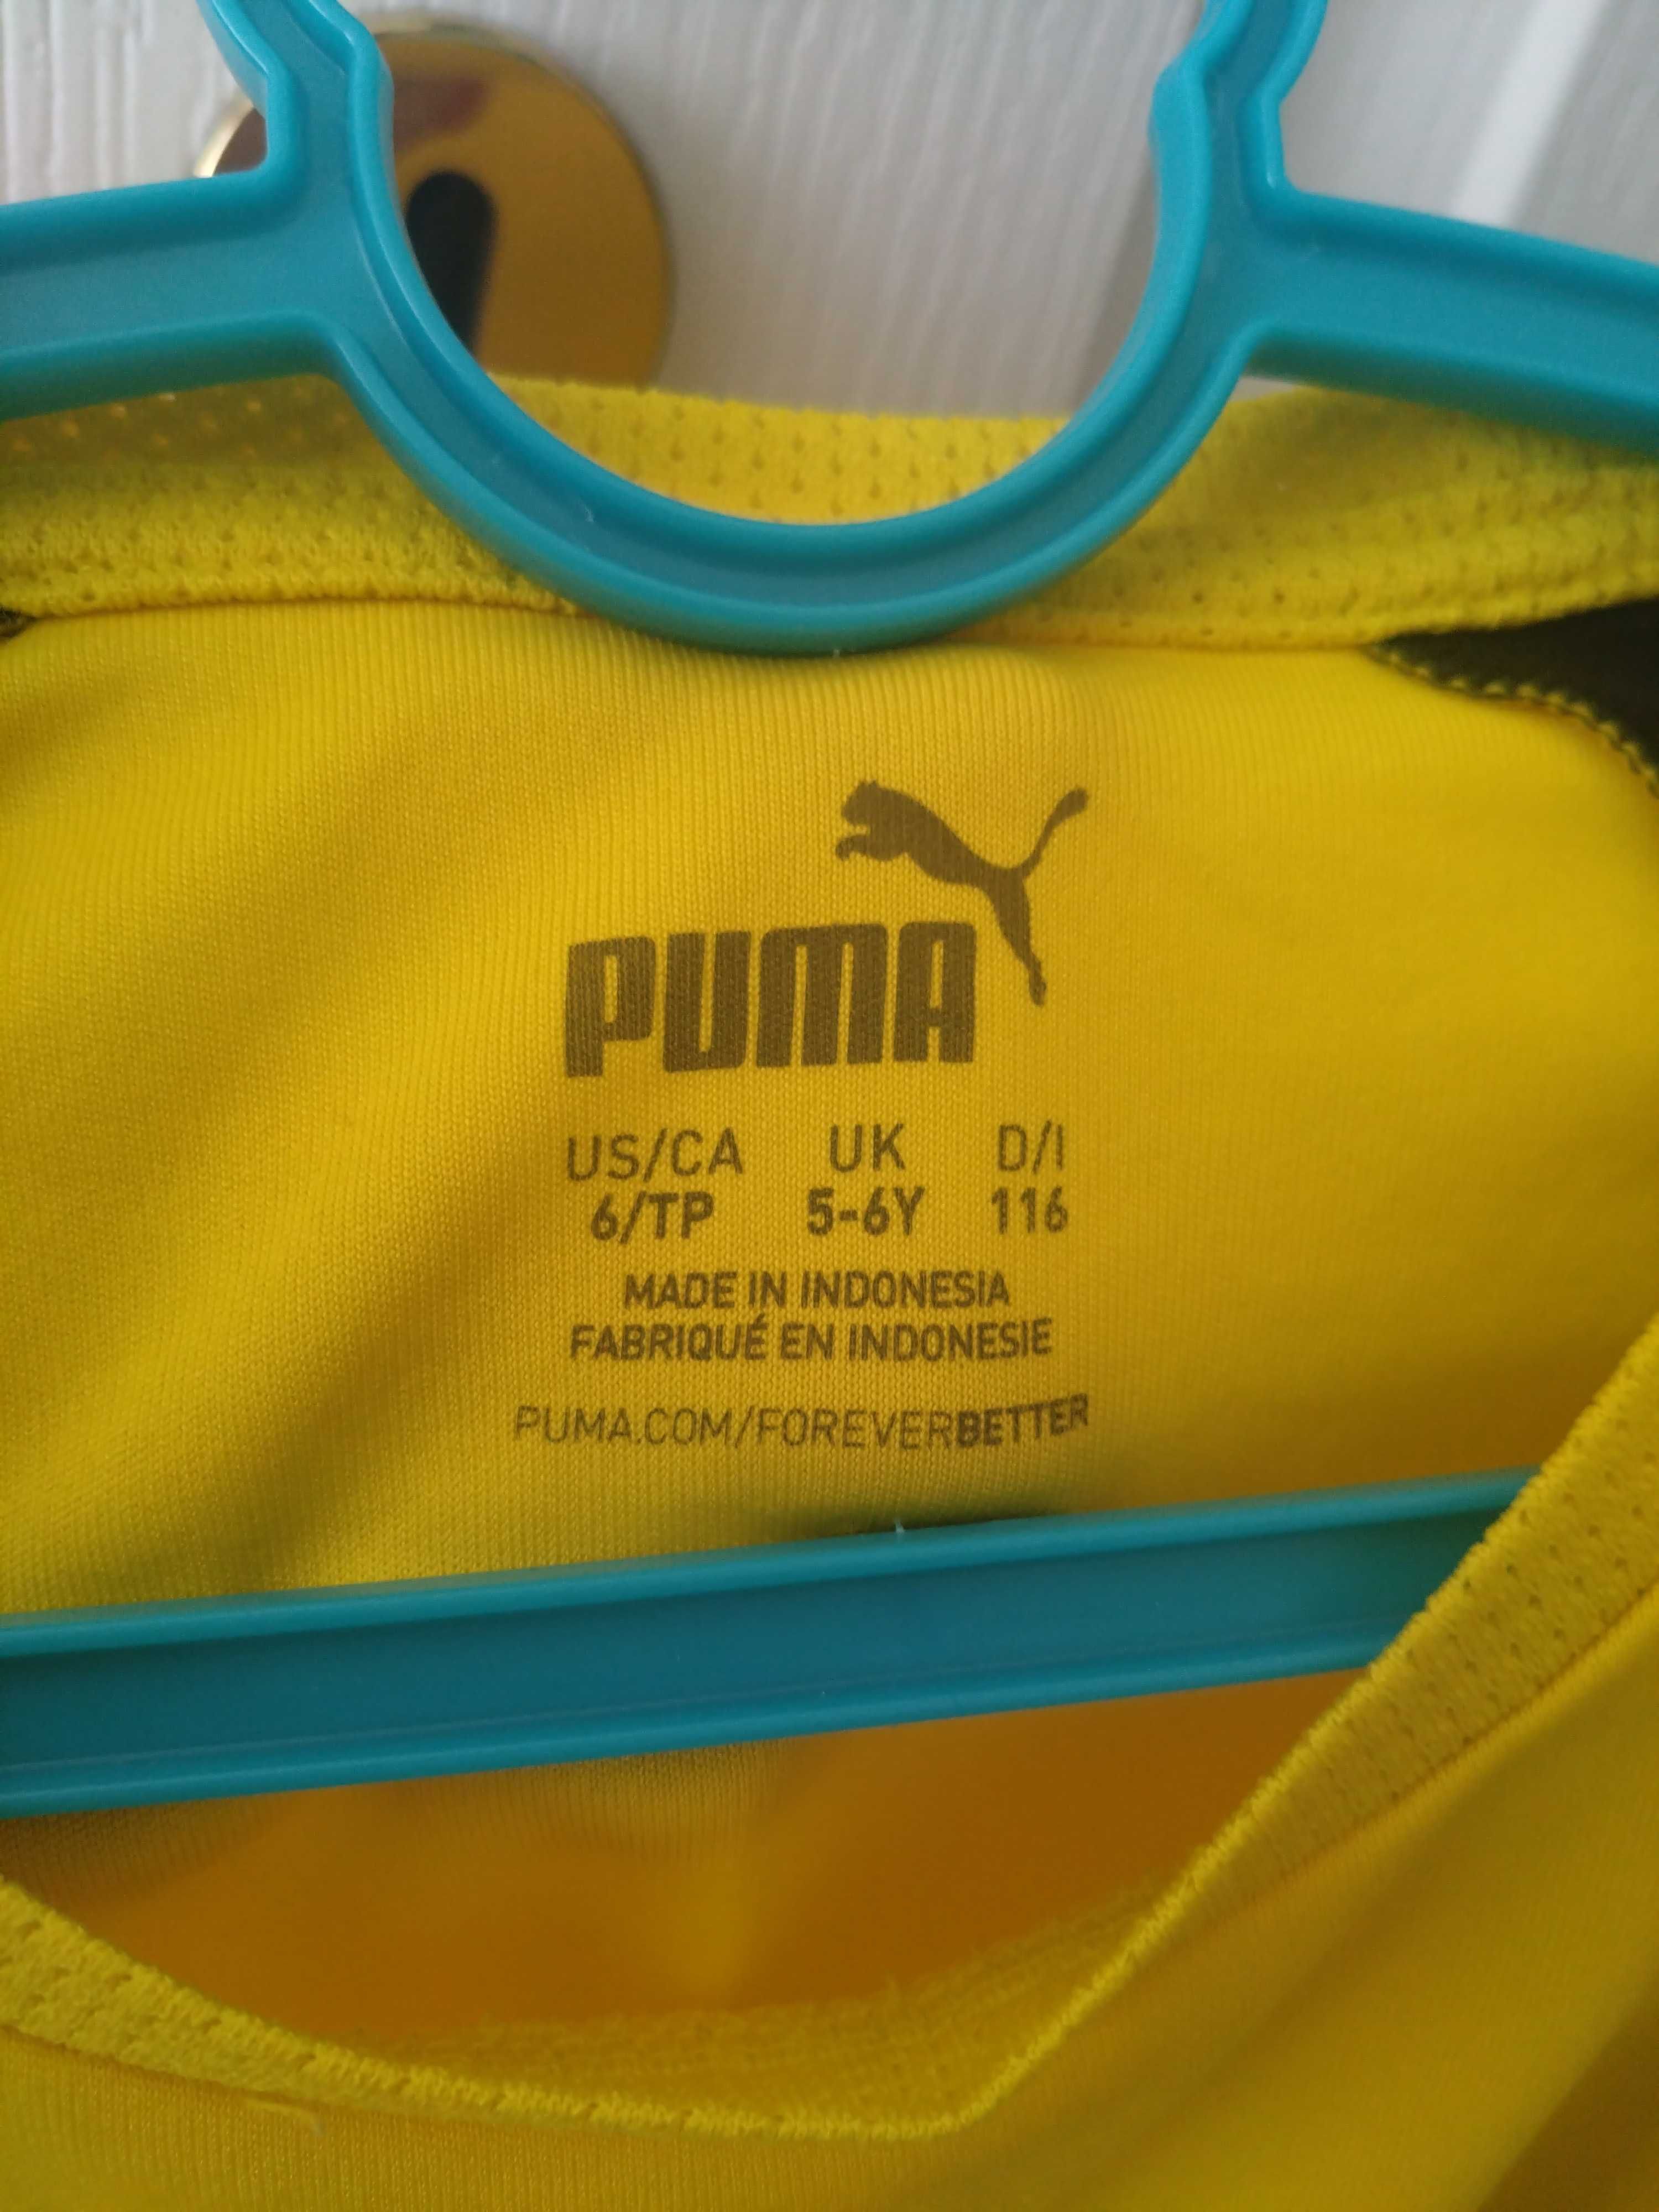 PUMA
US/CA UK D/I
6/TP 5-6Y 116
MADE IN INDONESIA
FABRIQUÉ EN INDONESIE
PUMA.COM/FOREVERBETTER